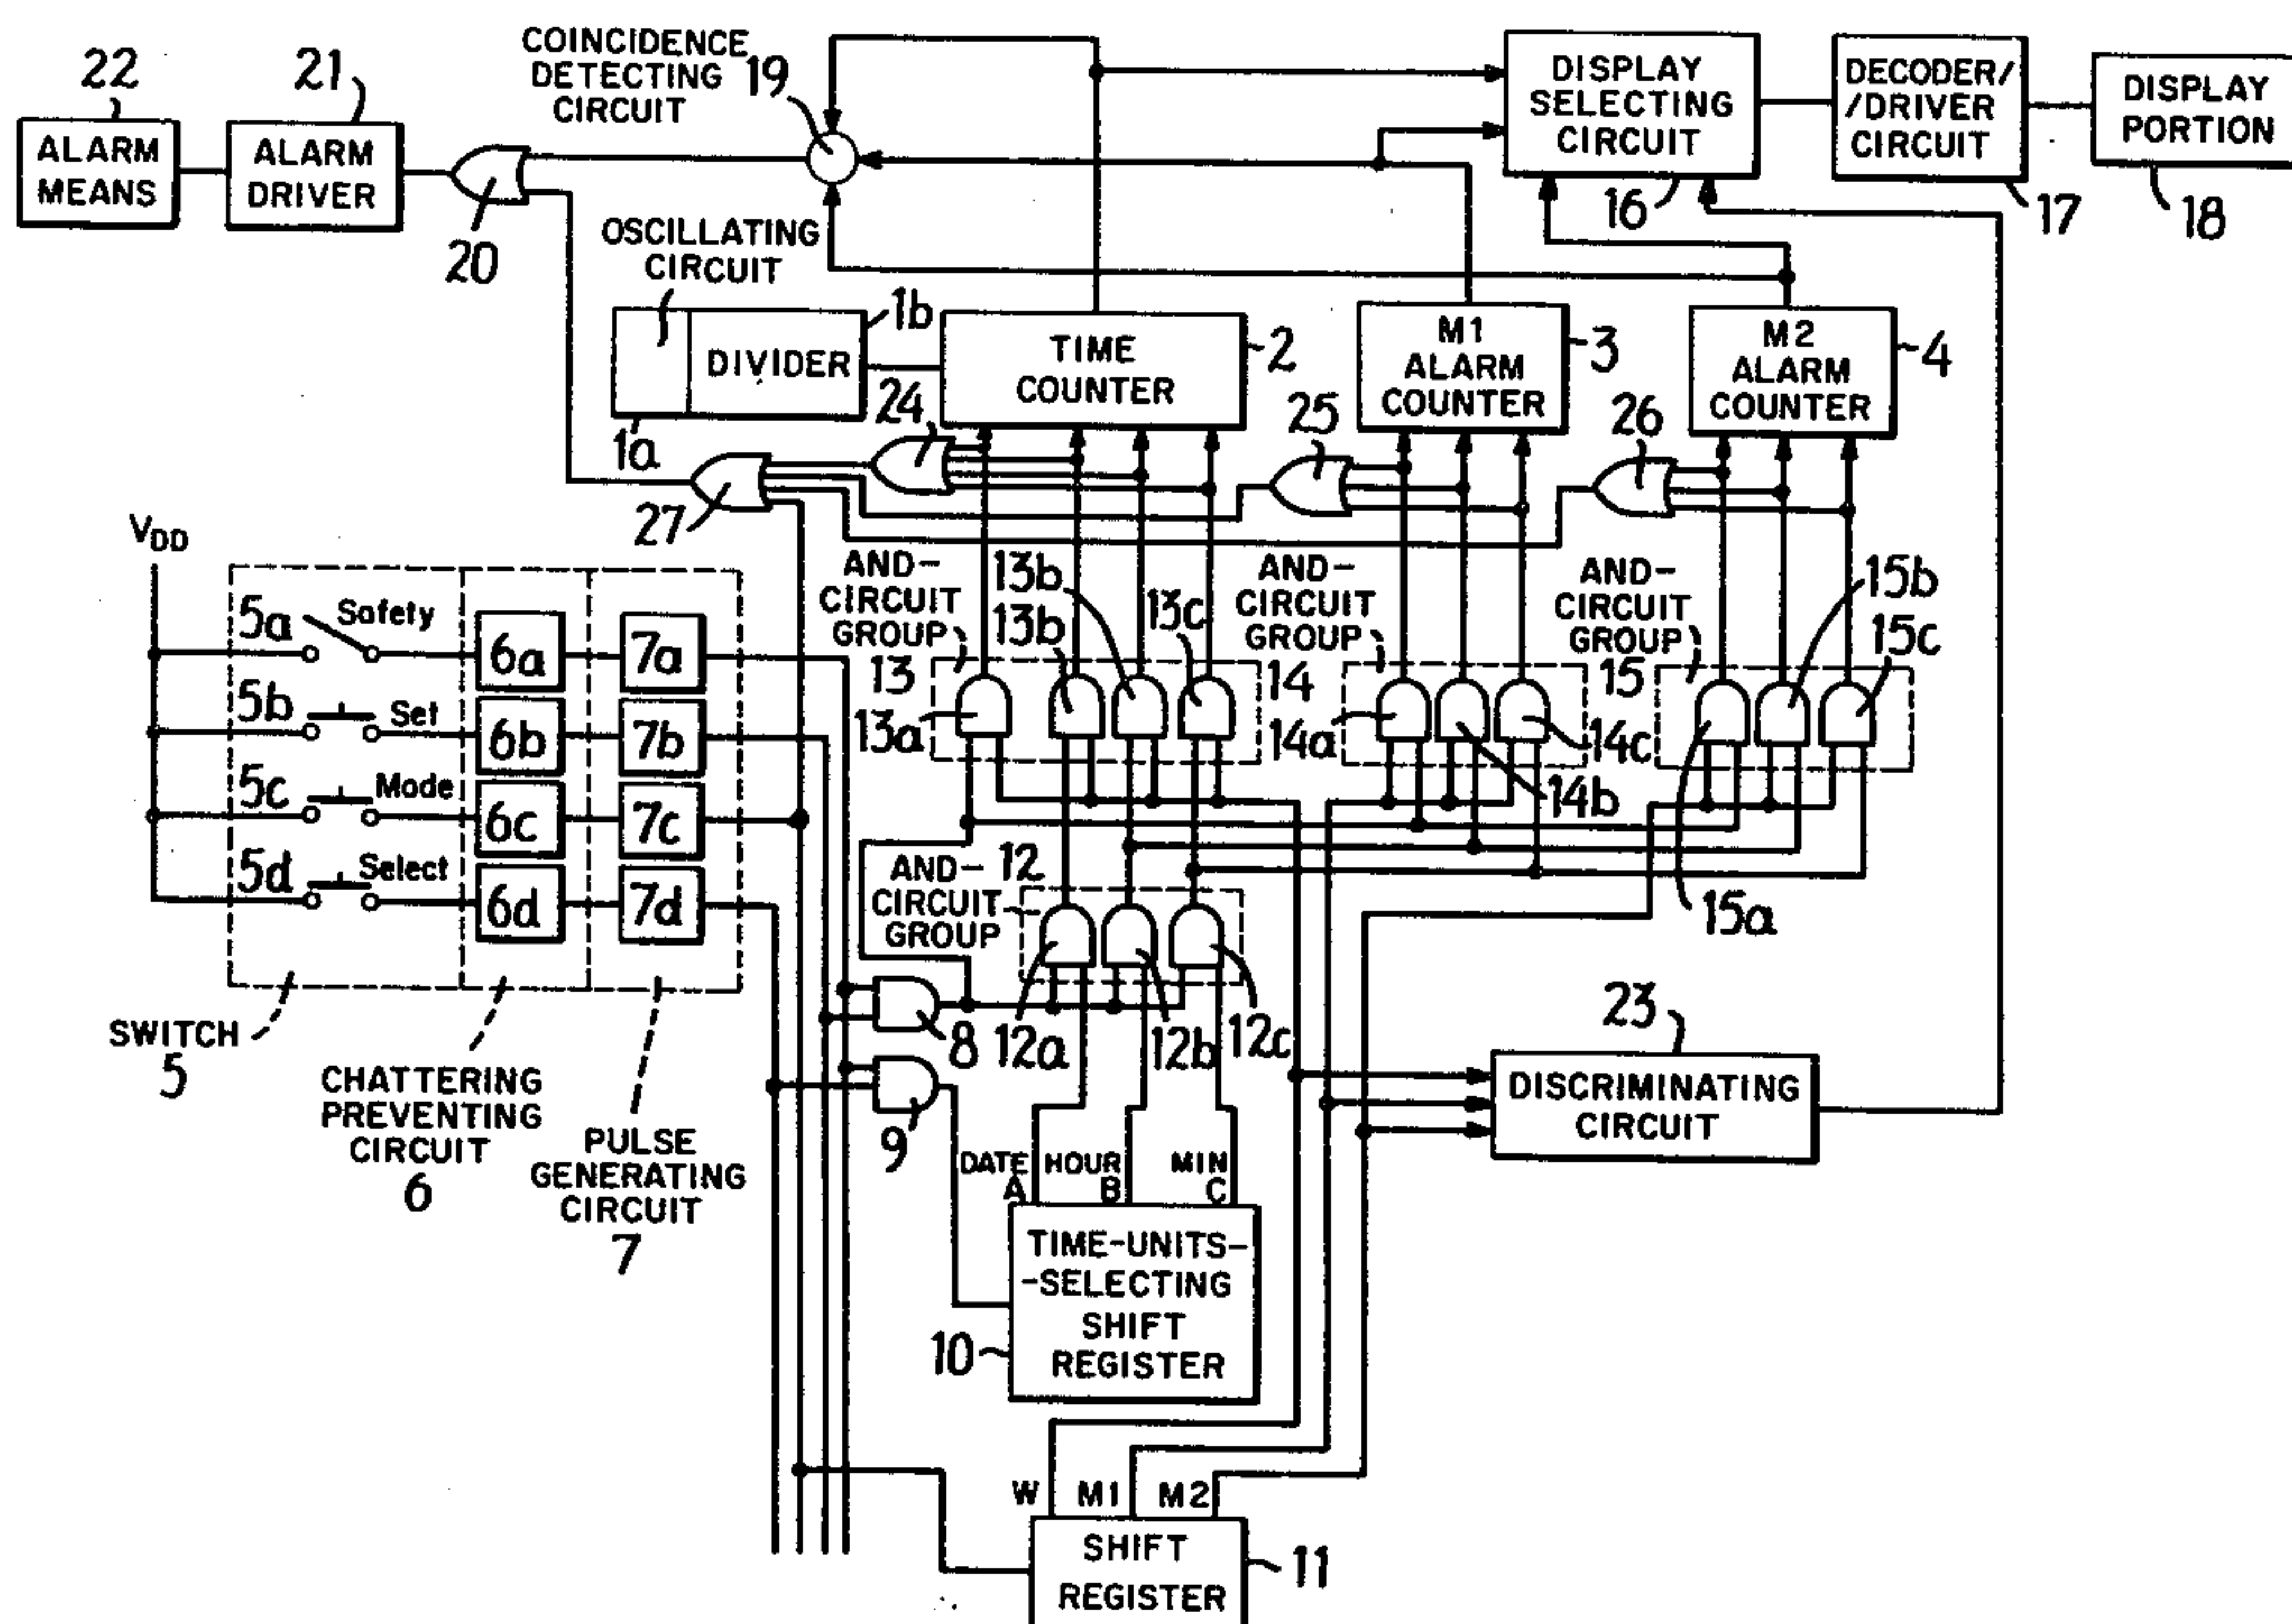 22
21
COINCIDENCE
DETECTING
CIRCUIT
19
ALARM
MEANS
ALARM
DRIVER
20
DISPLAY
SELECTING
CIRCUIT
16
DECODER/
/DRIVER
CIRCUIT
17
DISPLAY
PORTION
18
OSCILLATING
CIRCUIT
1b
DIVIDER
1a
TIME
COUNTER
2
M1
ALARM
COUNTER
3
M2
ALARM
COUNTER
4
24
25
26
27
VDD
5a
Safety
6a
7a
5b
Set
6b
7b
5c
Mode
6c
7c
5d
Select
6d
7d
SWITCH
5
CHATTERING
PREVENTING
CIRCUIT
6
PULSE
GENERATING
CIRCUIT
7
AND-
CIRCUIT
GROUP
13
13a
13b
13b
13c
AND-
CIRCUIT
GROUP
14
14a
14b
14c
AND-
CIRCUIT
GROUP
15
15a
15b
15c
AND-
CIRCUIT
GROUP
12
12a
12b
12c
8
9
DATE
A
HOUR
B
MIN
C
TIME-UNITS-
-SELECTING
SHIFT
REGISTER
10
23
DISCRIMINATING
CIRCUIT
W
M1
M2
SHIFT
REGISTER
11